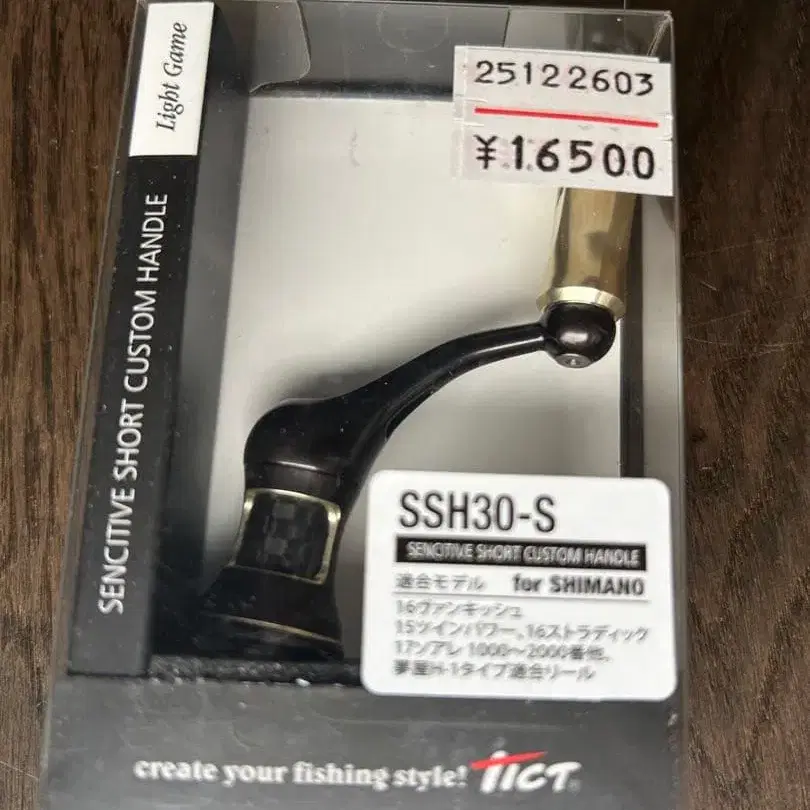 Light Game
SENCITIVE SHORT CUSTOM HANDLE
25122603
¥16500
SSH30-S
SENCITIVE SHORT CUSTOM HANDLE
適合モデル for SHIMANO
16ヴァンキッシュ
15ツインパワー、16ストラディック
17ソアレ 1000〜2000番他、
夢屋H-1タイプ適合リール
create your fishing style! TICT